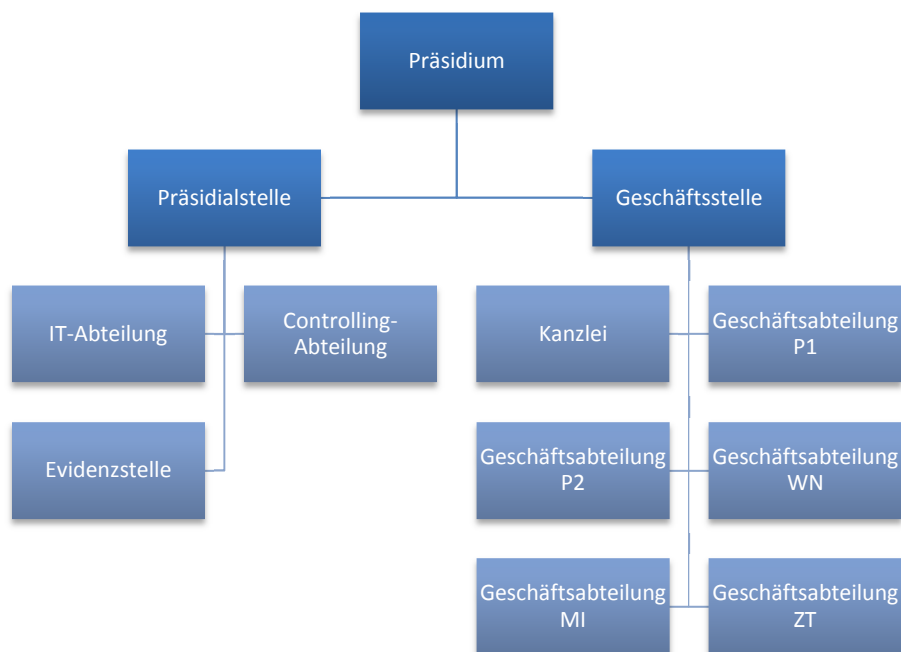 Präsidium
Präsidialstelle
Geschäftsstelle
IT-Abteilung
Controlling-
Abteilung
Kanzlei
Geschäftsabteilung
P1
Evidenzstelle
Geschäftsabteilung
P2
Geschäftsabteilung
WN
Geschäftsabteilung
MI
Geschäftsabteilung
ZT